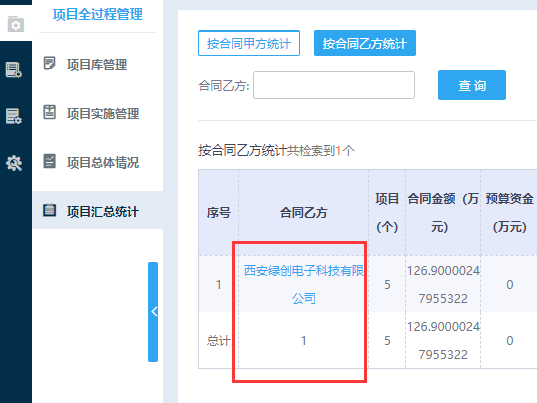 项目全过程管理
项目库管理
项目实施管理
项目总体情况
项目汇总统计
按合同甲方统计 按合同乙方统计
合同乙方:
查 询
按合同乙方统计共检索到1个
序号 合同乙方 项目(个) 合同金额（万元） 预算资金(万元)
1 西安绿创电子科技有限公司 5 126.90000247955322 0
总计 1 5 126.90000247955322 0